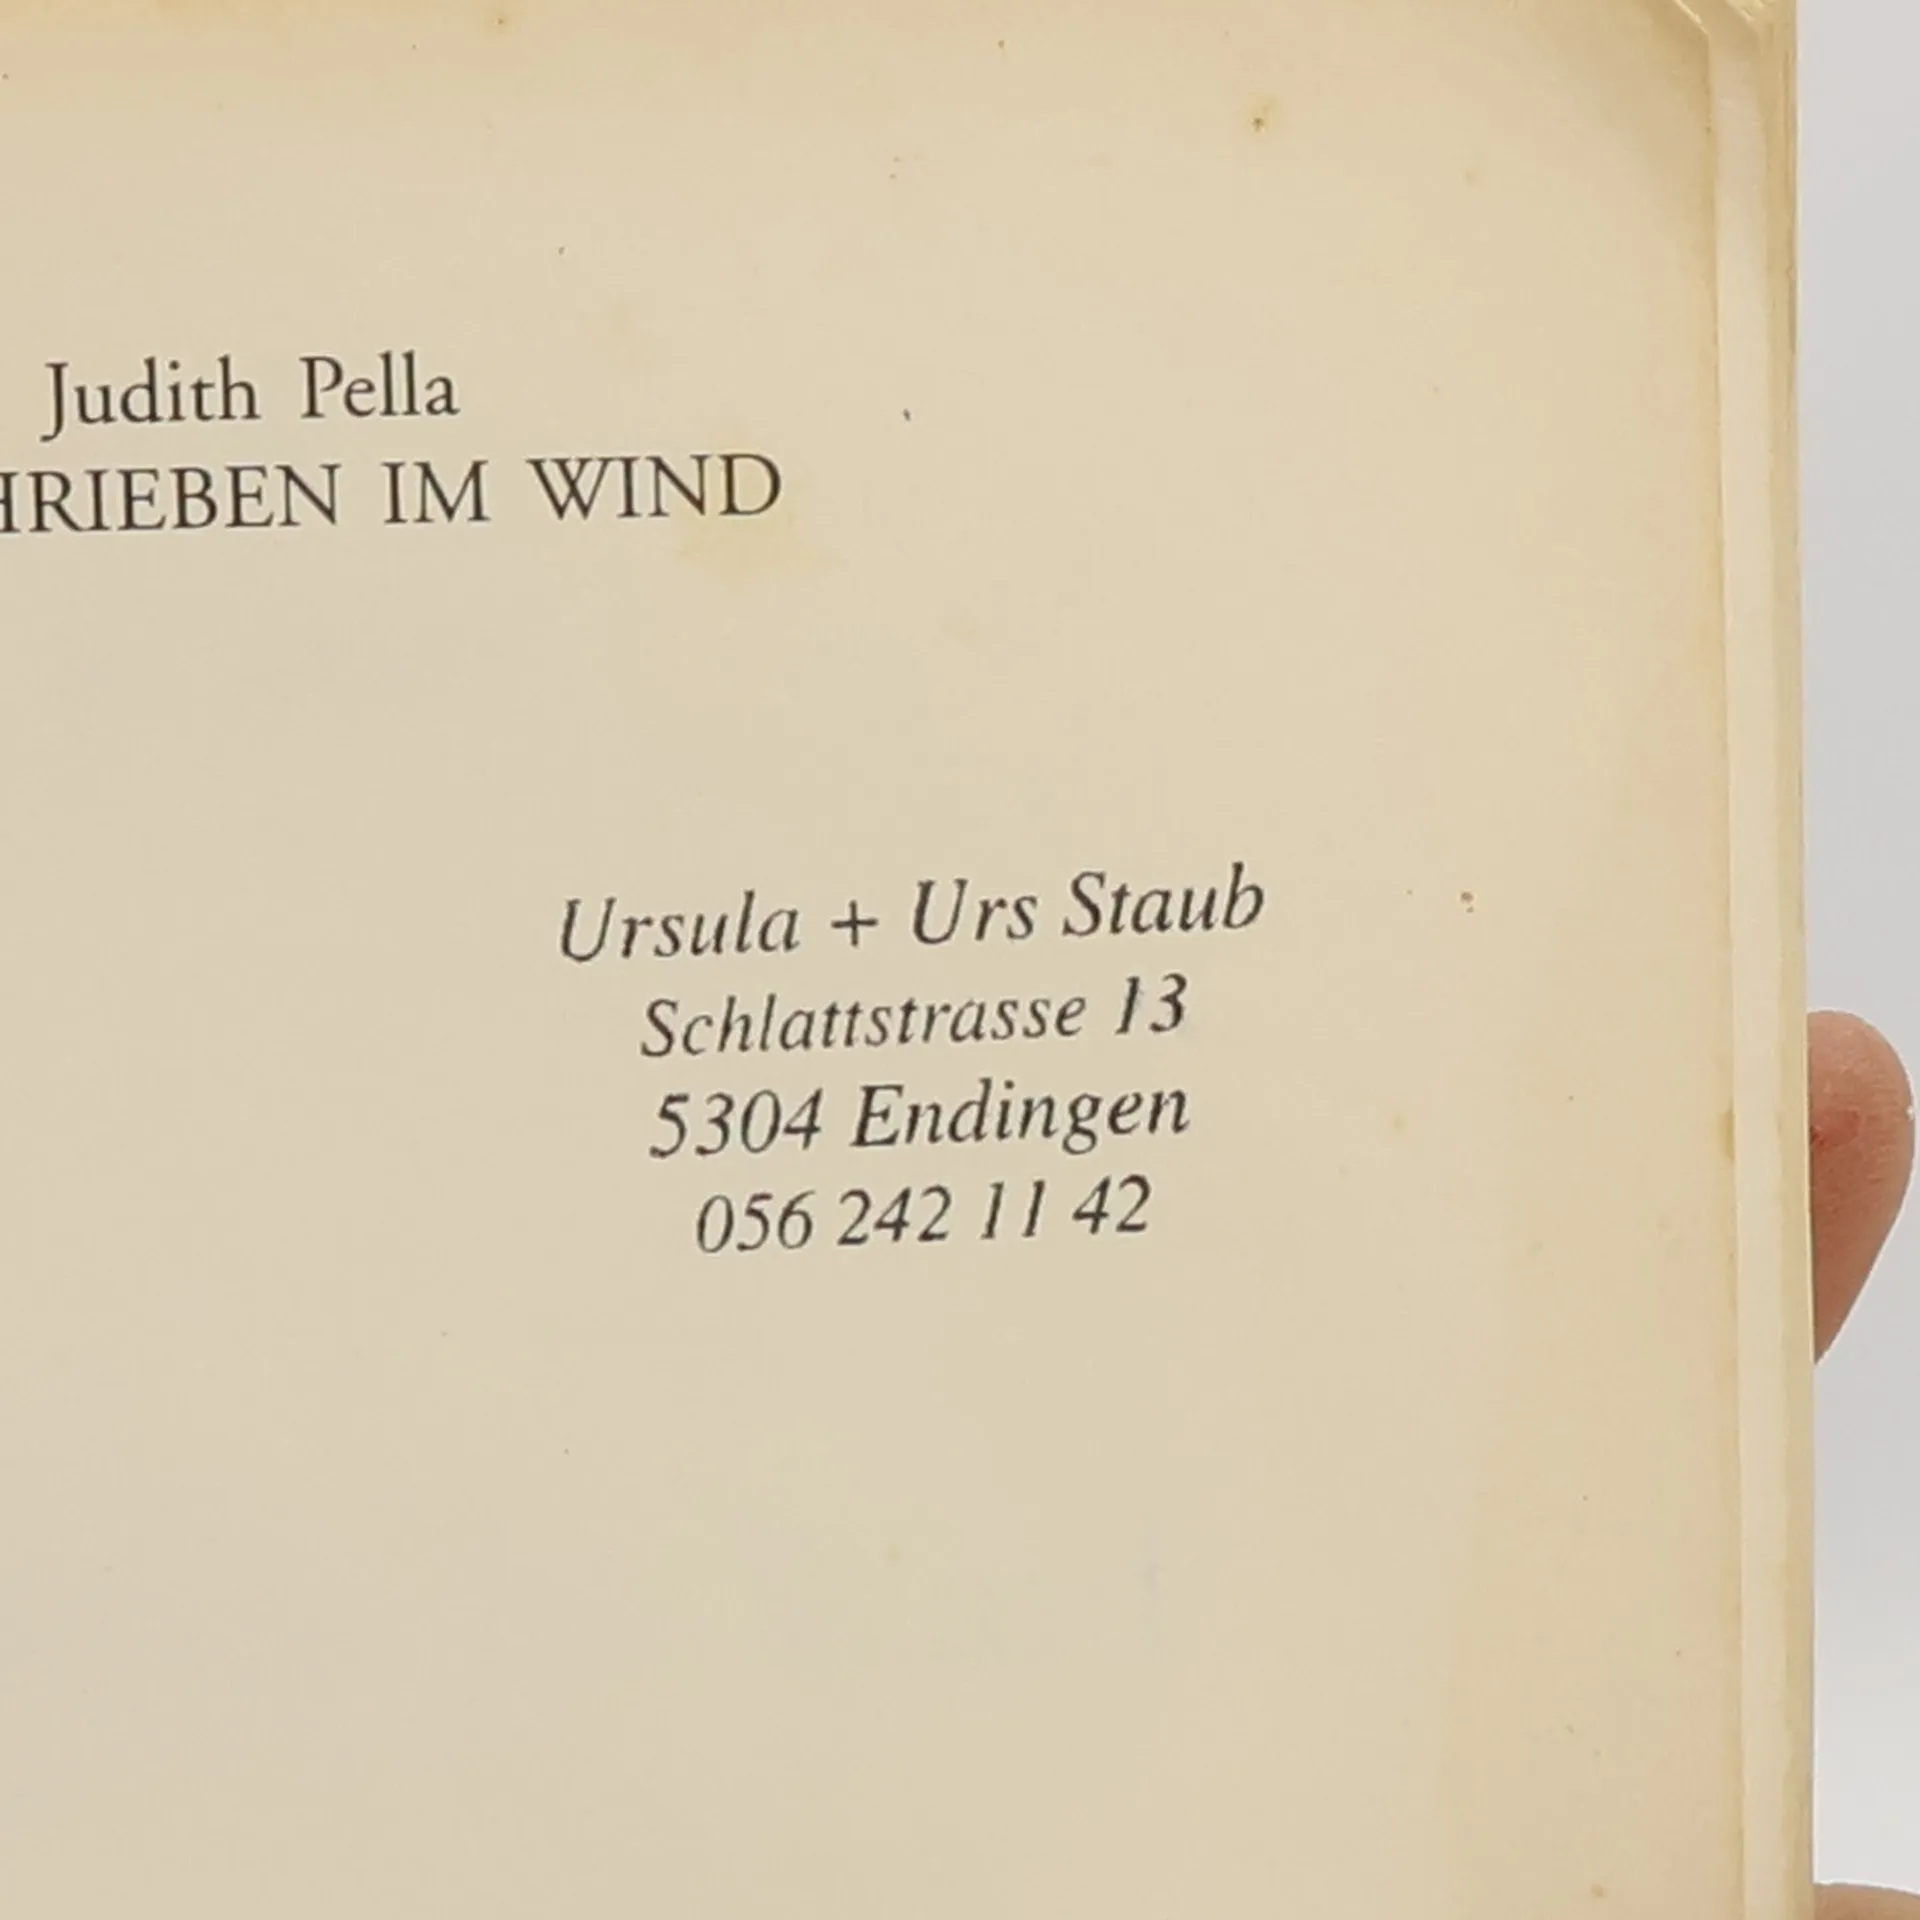 Judith Pella
HRIEBEN IM WIND
Ursula + Urs Staub
Schlattstrasse 13
5304 Endingen
056 242 11 42